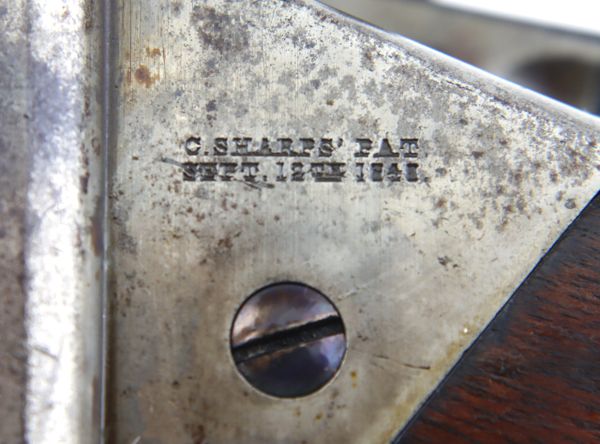 C. SHARPS' PAT
SEPT. 12TH 1848.